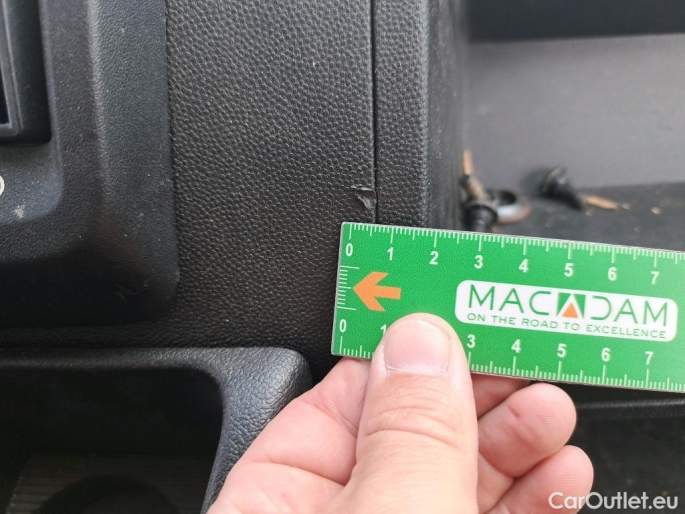 0 1 2 3 4 5 6 7
MACADAM
ON THE ROAD TO EXCELLENCE
0 1 3 4 5 6 7
CarOutlet.eu